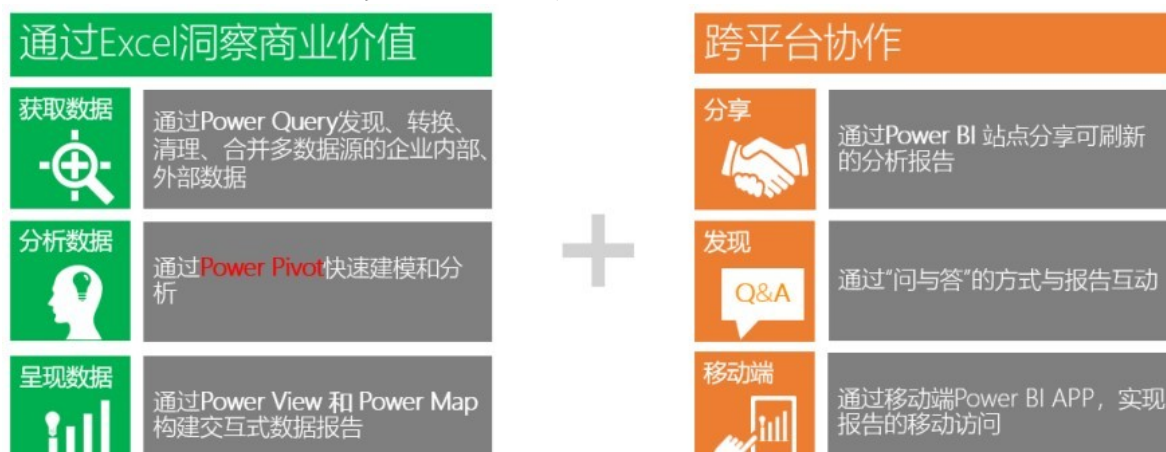 通过Excel洞察商业价值
获取数据
通过Power Query发现、转换、
清理、合并多数据源的企业内部、
外部数据
分析数据
通过Power Pivot快速建模和分
析
呈现数据
通过Power View 和 Power Map
构建交互式数据报告
跨平台协作
分享
通过Power BI 站点分享可刷新
的分析报告
发现
Q&A
通过“问与答”的方式与报告互动
移动端
通过移动端Power BI APP，实现
报告的移动访问